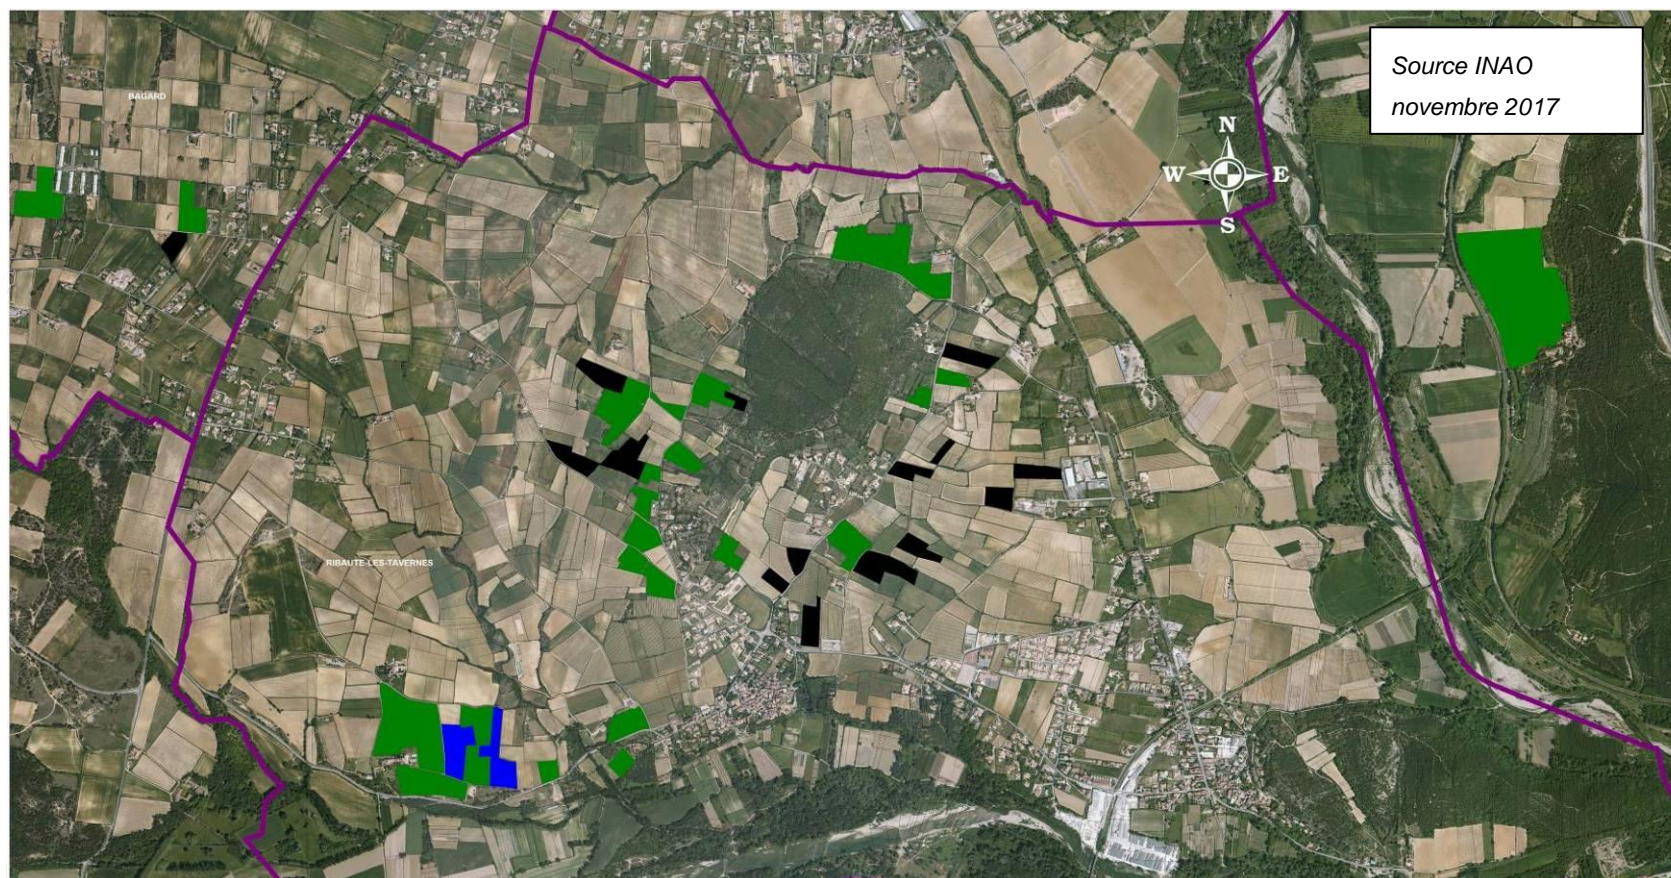 Source INAO
novembre 2017
BAGARD
N
W E
S
RIBAUTE-LES-TAVERNES